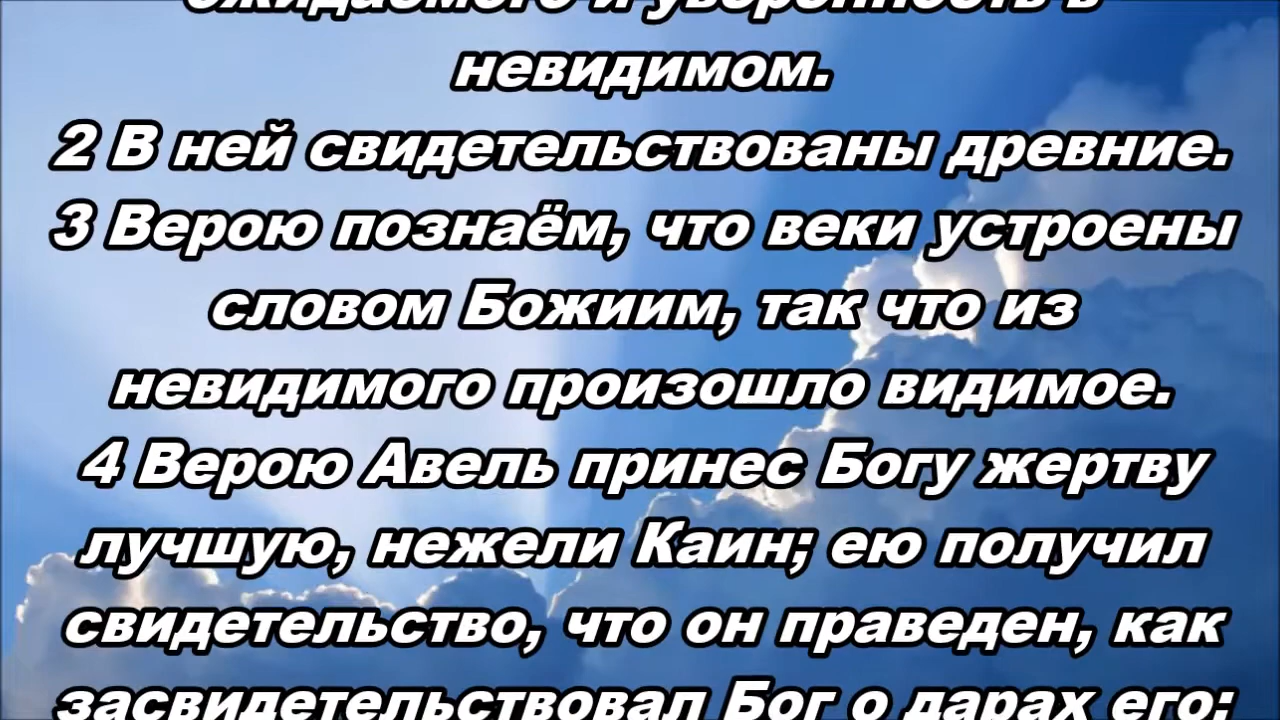 ожидаемого и уверенность в
невидимом.
2 В ней свидетельствованы древние.
3 Верою познаём, что веки устроены
словом Божиим, так что из
невидимого произошло видимое.
4 Верою Авель принес Богу жертву
лучшую, нежели Каин; ею получил
свидетельство, что он праведен, как
засвидетельствовал Бог о дарах его;